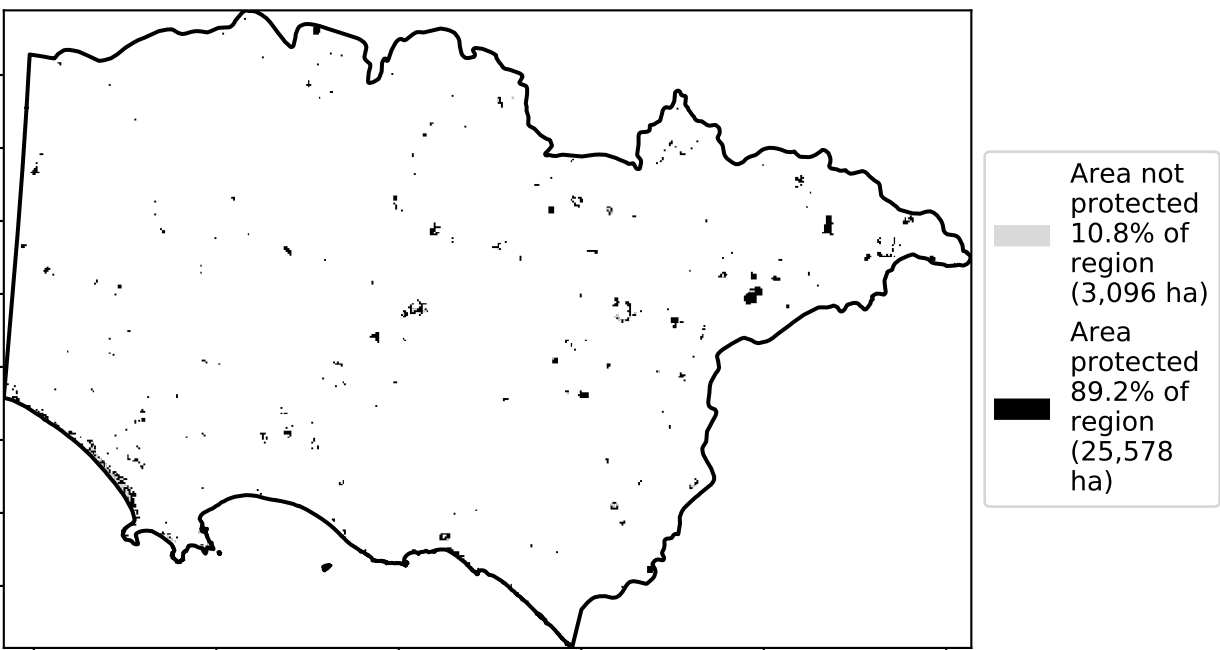 Area not
protected
10.8% of
region
(3,096 ha)
Area
protected
89.2% of
region
(25,578
ha)